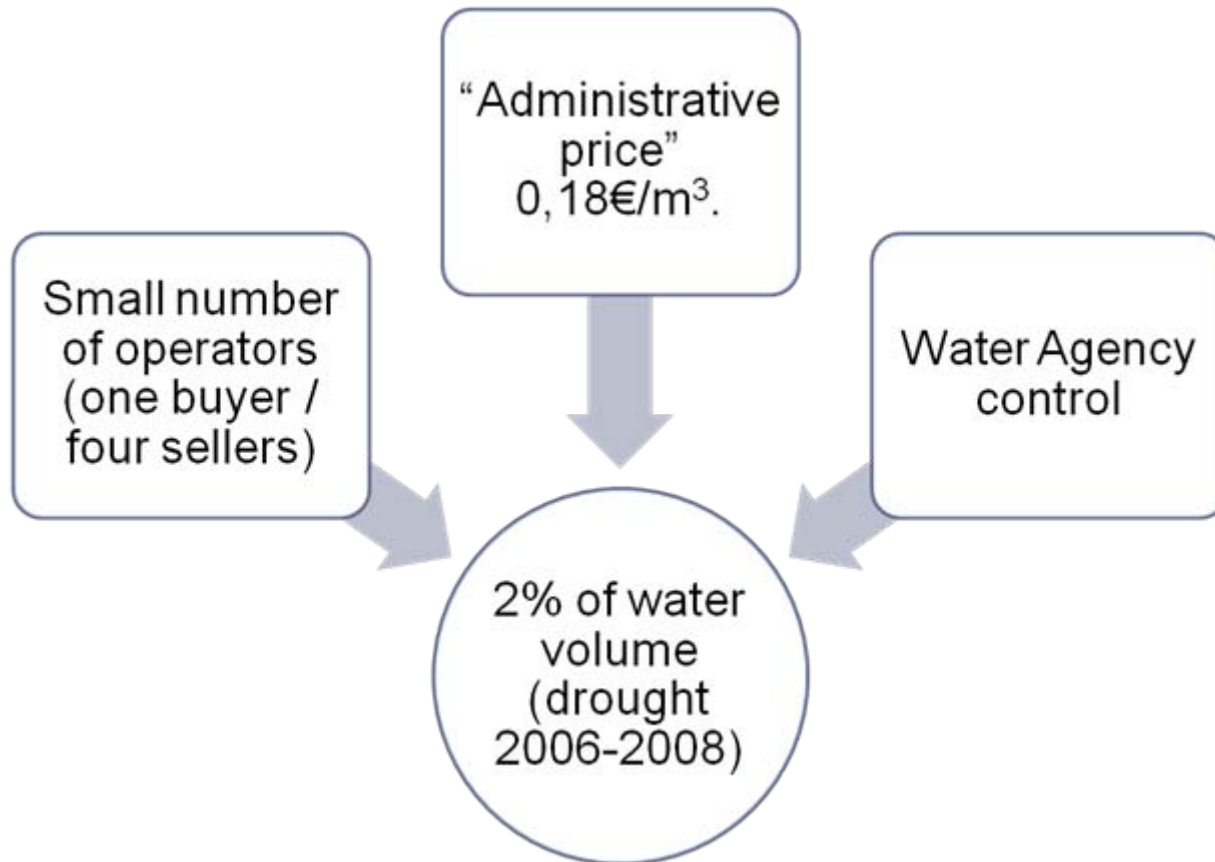 “Administrative
price”
0,18€/m³.
Small number
of operators
(one buyer /
four sellers)
Water Agency
control
2% of water
volume
(drought
2006-2008)